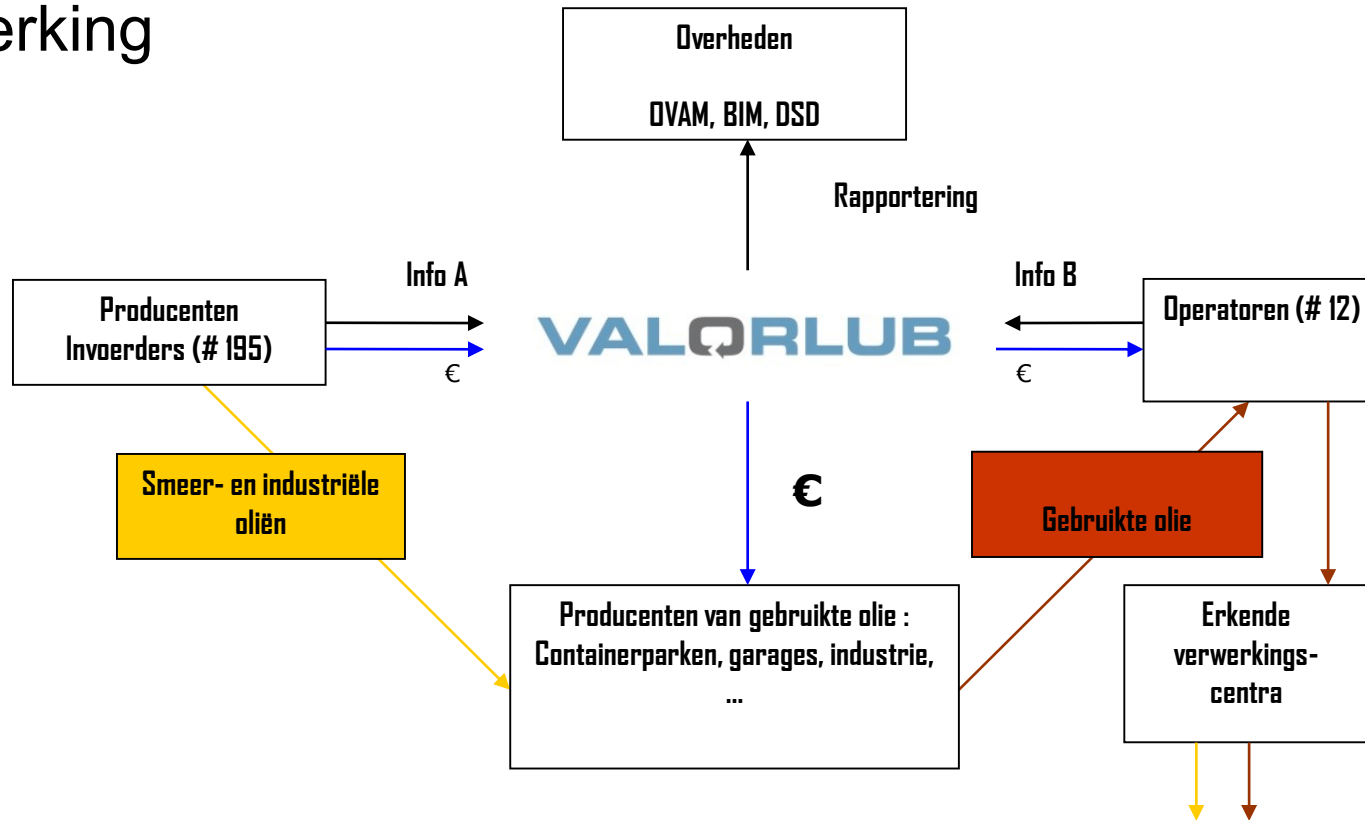 erking
Overheden
OVAM, BIM, DSD
Rapportering
Info A
Info B
Producenten
Invoerders (# 195)
€
VALORLUB
€
Operatoren (# 12)
Smeer- en industriële
oliën
€
Gebruikte olie
Producenten van gebruikte olie :
Containerparken, garages, industrie,
...
Erkende
verwerkings-
centra